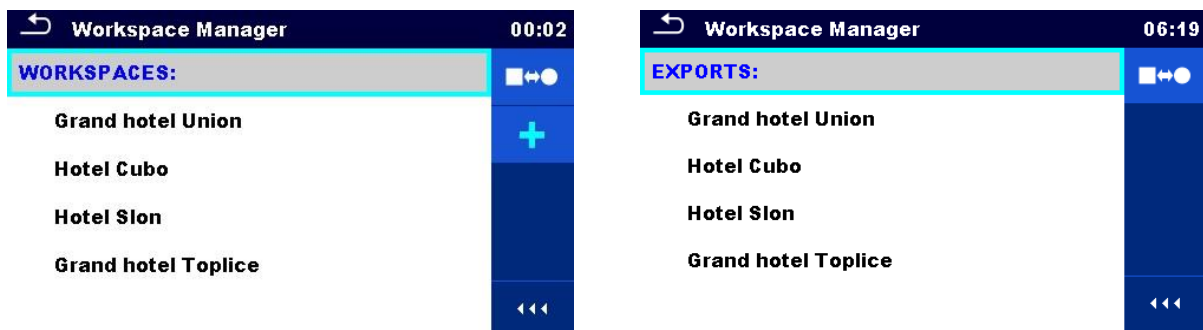 Workspace Manager 00:02
WORKSPACES:
Grand hotel Union
Hotel Cubo
Hotel Slon
Grand hotel Toplice
Workspace Manager 06:19
EXPORTS:
Grand hotel Union
Hotel Cubo
Hotel Slon
Grand hotel Toplice